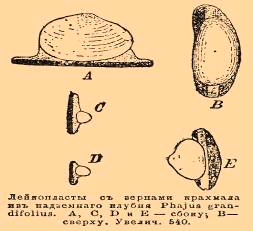 A
B
C
D
E
Лейкопласты съ зернами крахмала
изъ надземнаго клубня Phajus gran-
difolius. A, C, D и E — сбоку; B—
сверху. Увелич. 540.